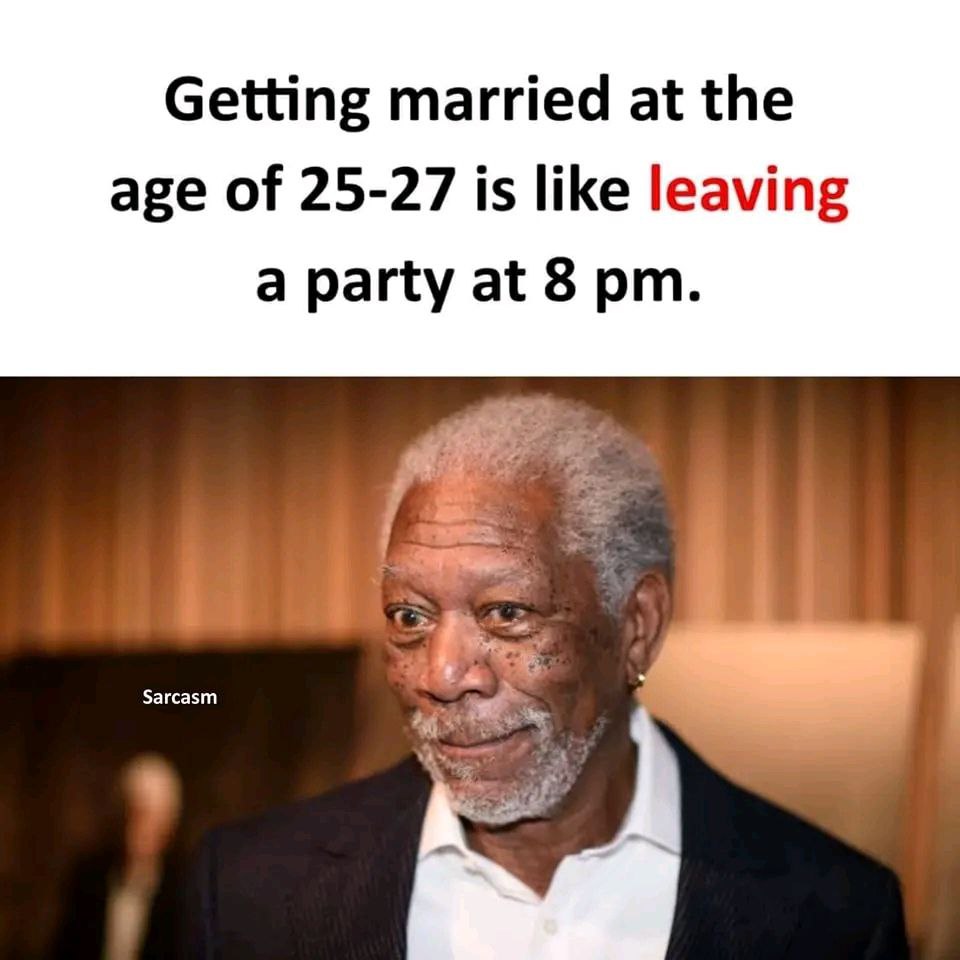 Getting married at the
age of 25-27 is like leaving
a party at 8 pm.
Sarcasm